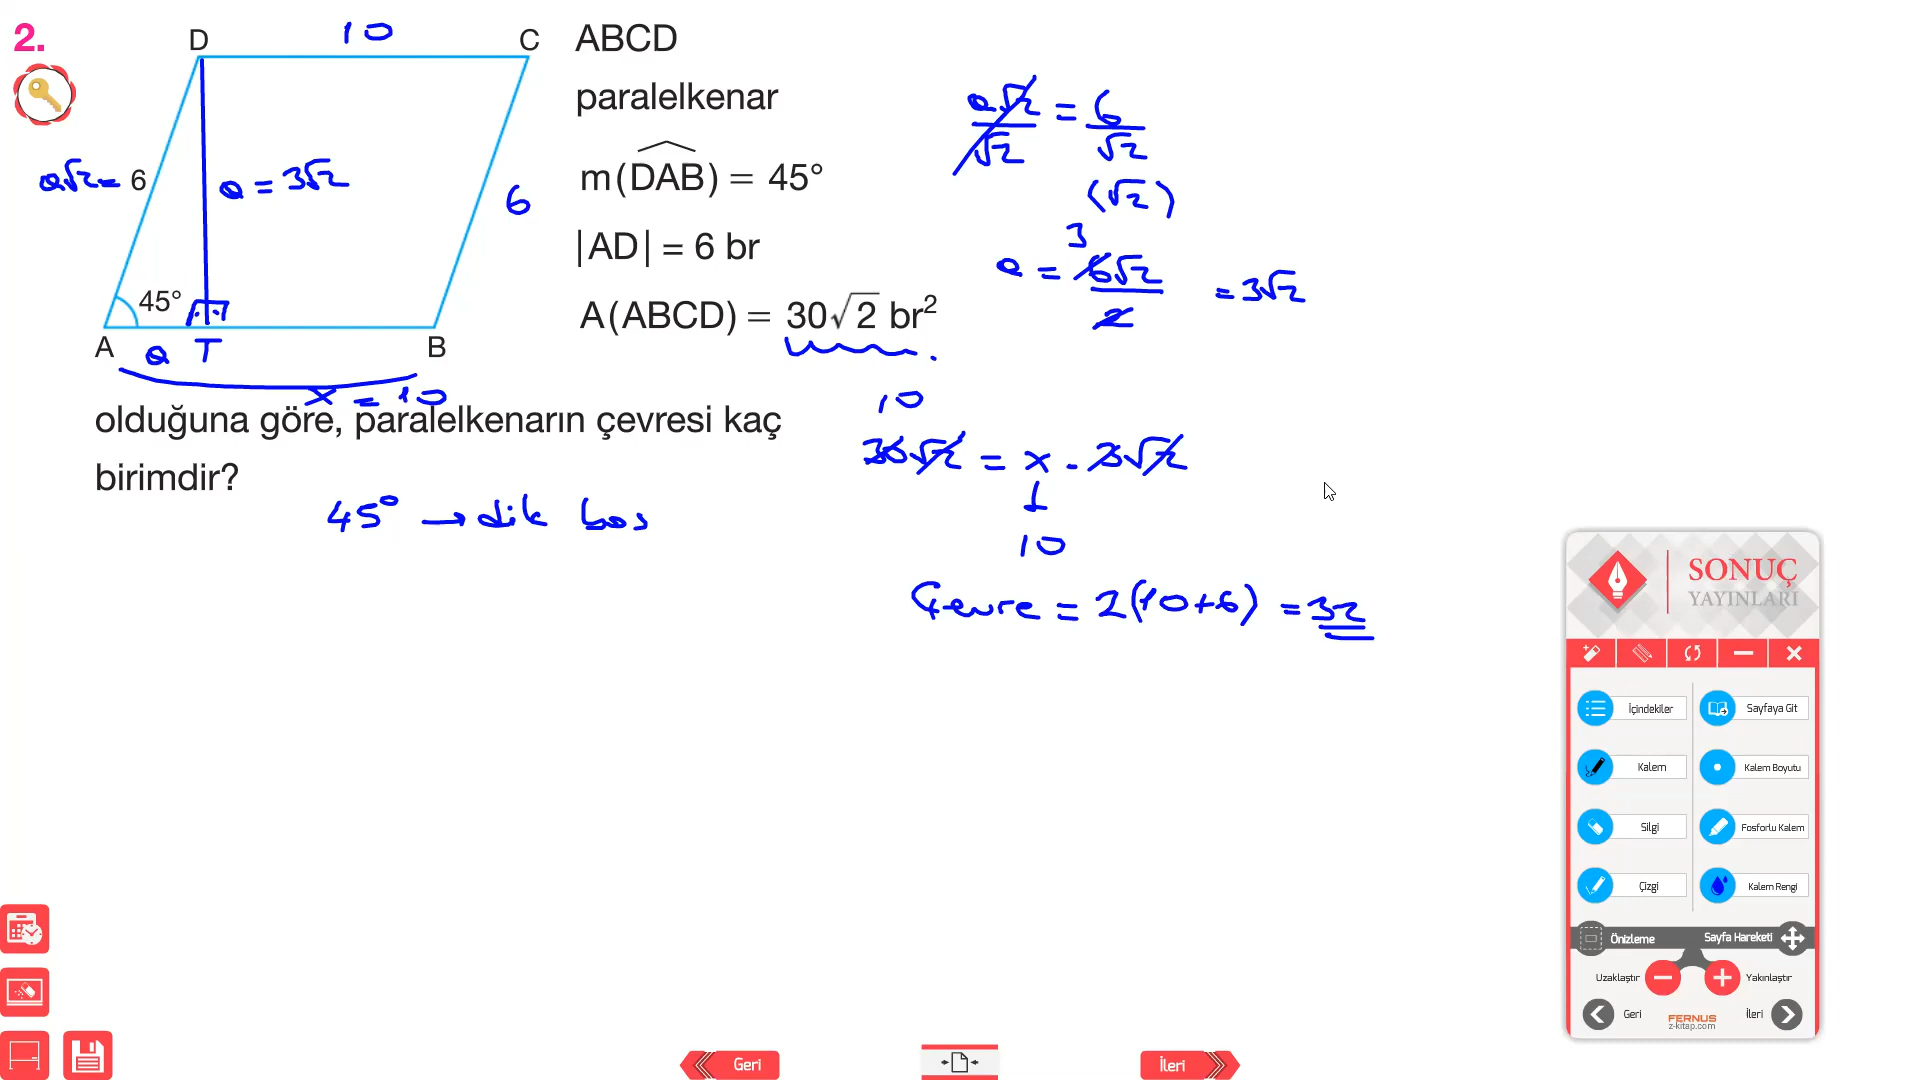 2.
D
10
C
ABCD
paralelkenar
m(DAB) = 45°
|AD| = 6 br
A(ABCD) = 30√2 br²
a√2 = 6
a = 3√2
6
45°
A
a
T
B
x = 10
olduğuna göre, paralelkenarın çevresi kaç
birimdir?
45° → dik
a√2 = 6
√2 √2
(√2)
3
a = 6√2 = 3√2
2
10
30√2 = x . 3√2
10
Çevre = 2(10+6) = 32
SONUÇ
YAYINLARI
İçindekiler
Sayfaya Git
Kalem
Kalem Boyutu
Silgi
Fosforlu Kalem
Çizgi
Kalem Rengi
Önizleme
Sayfa Hareketi
Uzaklaştır
Yakınlaştır
Geri
FERNUS
z-kitap.com
İleri
Geri
İleri